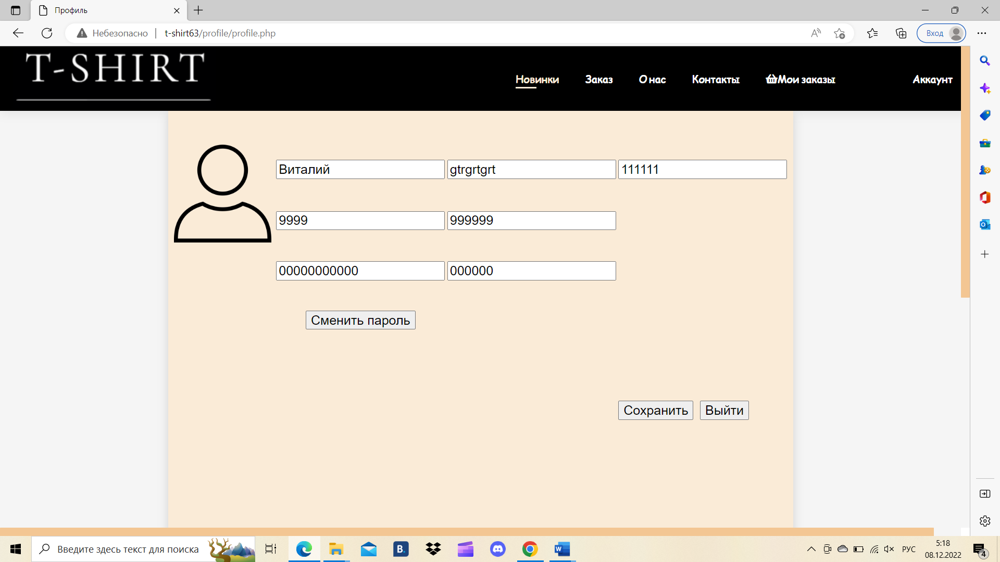 Профиль
Небезопасно t-shirt63/profile/profile.php
Вход
T-SHIRT
Новинки Заказ О нас Контакты Мои заказы Аккаунт
Виталий gtrgrtgrt 111111
9999 999999
00000000000 000000
Сменить пароль
Сохранить Выйти
Введите здесь текст для поиска
B.
РУС
5:18
08.12.2022
4